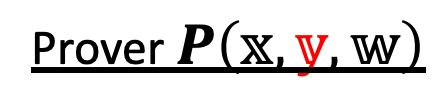 Prover 𝑷(𝕩, 𝕪, 𝕨)